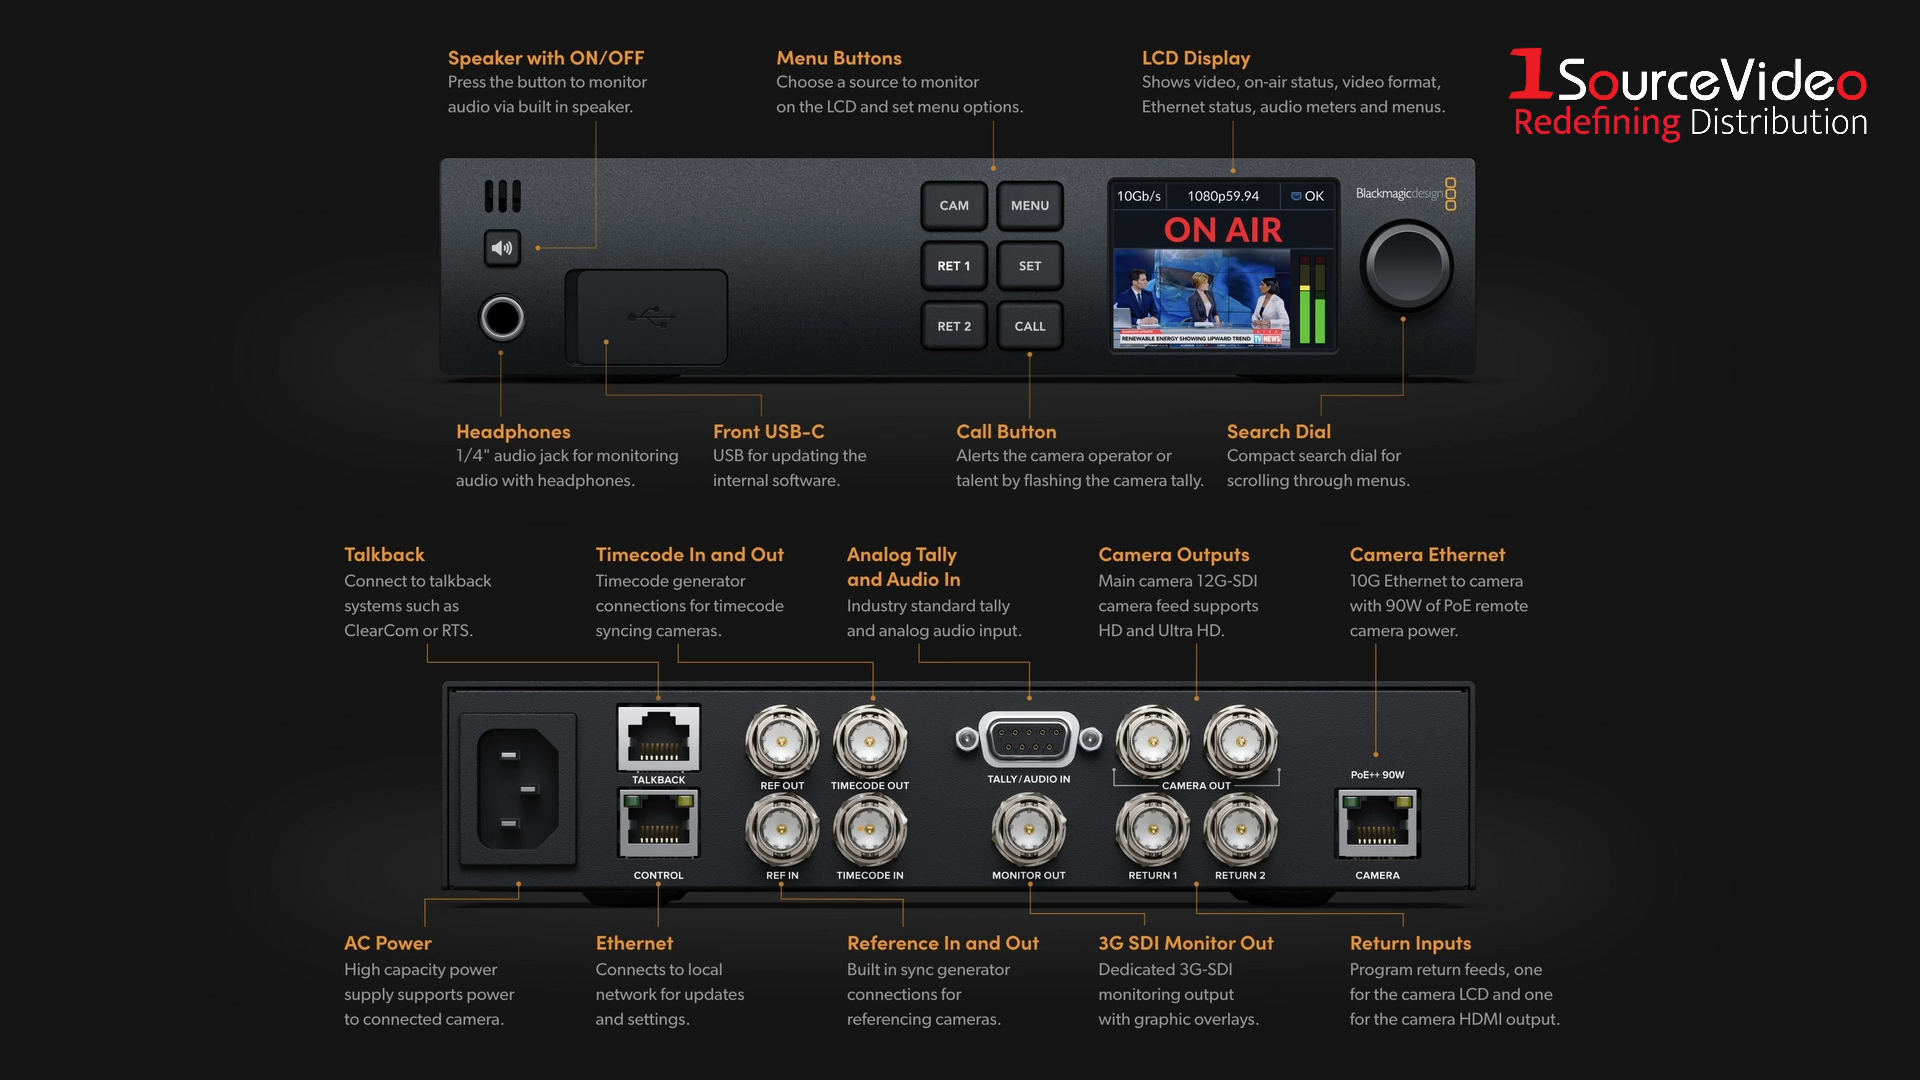 Speaker with ON/OFF
Press the button to monitor
audio via built in speaker.
Menu Buttons
Choose a source to monitor
on the LCD and set menu options.
LCD Display
Shows video, on-air status, video format,
Ethernet status, audio meters and menus.
1SourceVideo
Redefining Distribution
CAM
MENU
RET 1
SET
RET 2
CALL
10Gb/s
1080p59.94
OK
ON AIR
BUSINESS UPDATE
RENEWABLE ENERGY SHOWING UPWARD TREND
TV NEWS
Blackmagicdesign
Headphones
1/4" audio jack for monitoring
audio with headphones.
Front USB-C
USB for updating the
internal software.
Call Button
Alerts the camera operator or
talent by flashing the camera tally.
Search Dial
Compact search dial for
scrolling through menus.
Talkback
Connect to talkback
systems such as
ClearCom or RTS.
Timecode In and Out
Timecode generator
connections for timecode
syncing cameras.
Analog Tally
and Audio In
Industry standard tally
and analog audio input.
Camera Outputs
Main camera 12G-SDI
camera feed supports
HD and Ultra HD.
Camera Ethernet
10G Ethernet to camera
with 90W of PoE remote
camera power.
TALKBACK
REF OUT
TIMECODE OUT
TALLY/AUDIO IN
CAMERA OUT
PoE++ 90W
CONTROL
REF IN
TIMECODE IN
MONITOR OUT
RETURN 1
RETURN 2
CAMERA
AC Power
High capacity power
supply supports power
to connected camera.
Ethernet
Connects to local
network for updates
and settings.
Reference In and Out
Built in sync generator
connections for
referencing cameras.
3G SDI Monitor Out
Dedicated 3G-SDI
monitoring output
with graphic overlays.
Return Inputs
Program return feeds, one
for the camera LCD and one
for the camera HDMI output.